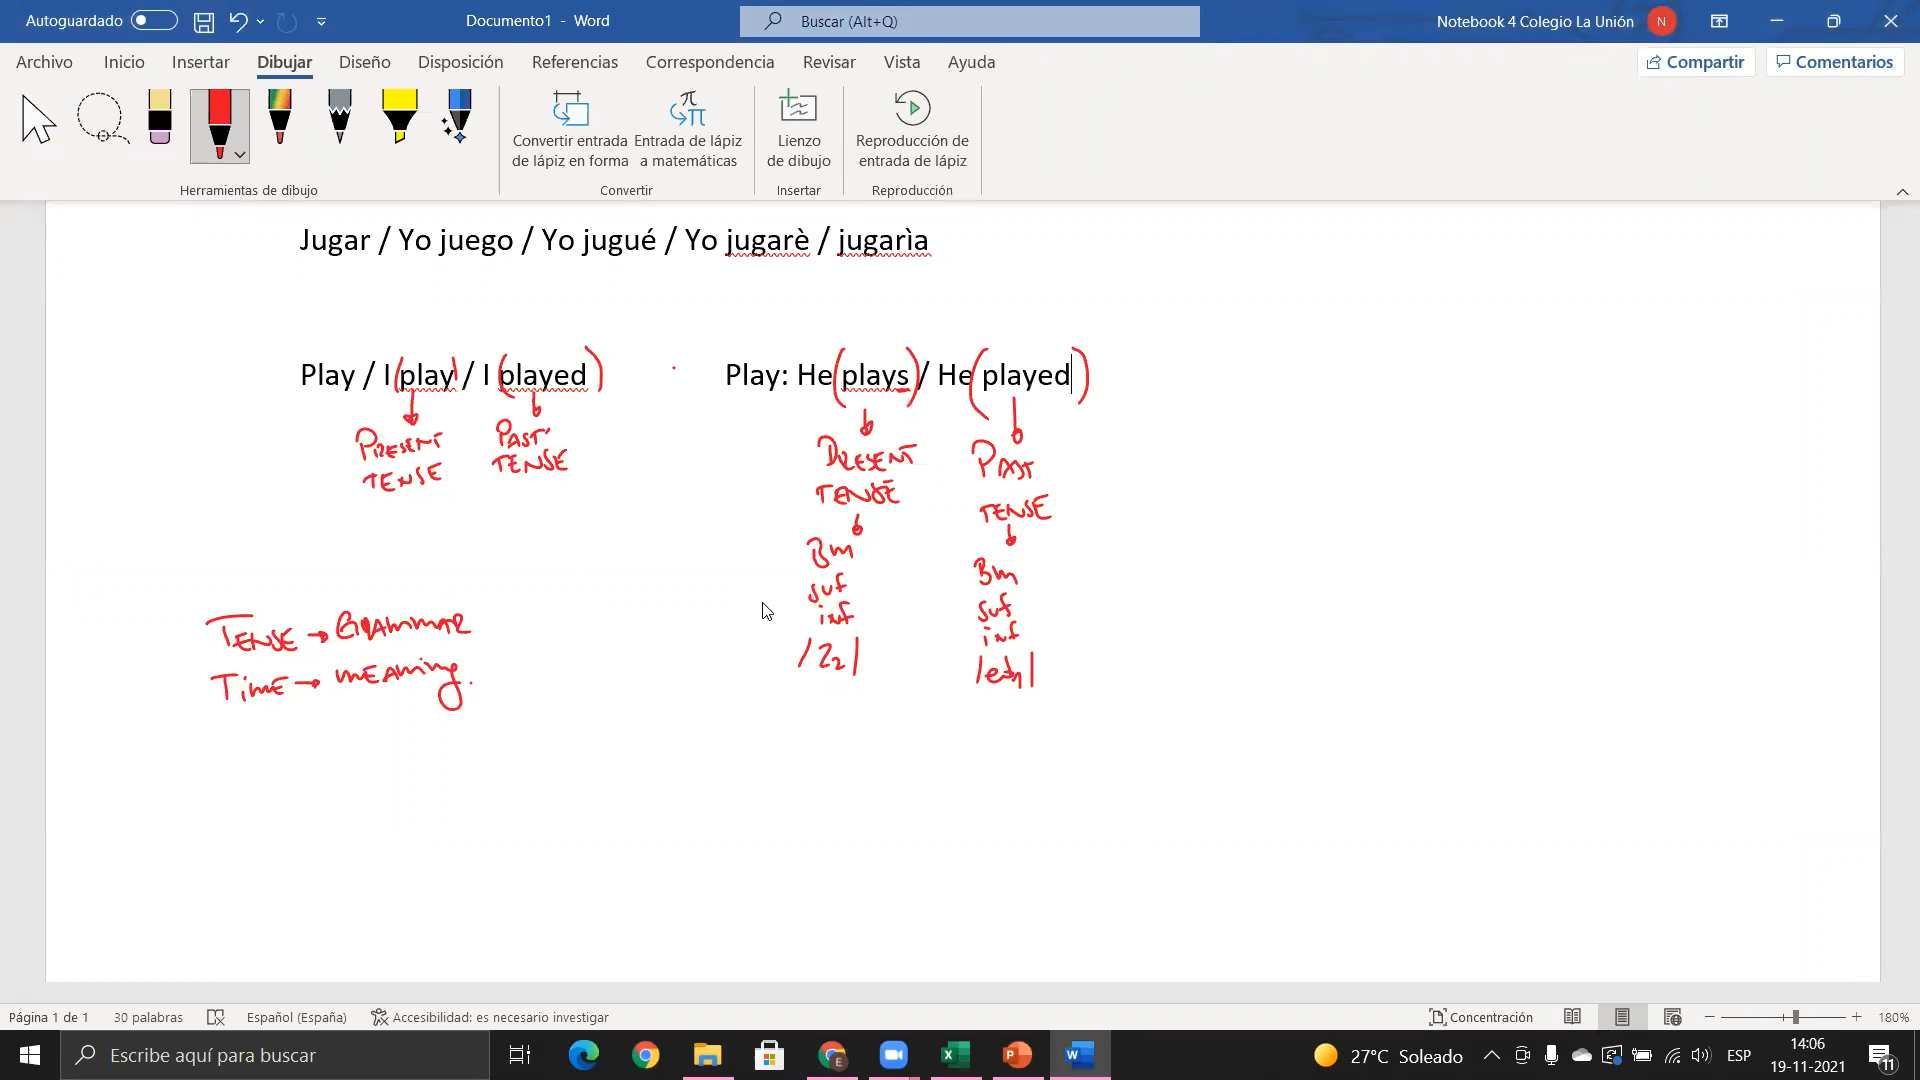 Autoguardado
Documento1 - Word
Buscar (Alt+Q)
Notebook 4 Colegio La Unión
N
Archivo Inicio Insertar Dibujar Diseño Disposición Referencias Correspondencia Revisar Vista Ayuda
Compartir
Comentarios
Convertir entrada
de lápiz en forma
Entrada de lápiz
a matemáticas
Lienzo
de dibujo
Reproducción de
entrada de lápiz
Herramientas de dibujo
Convertir
Insertar
Reproducción
Jugar / Yo juego / Yo jugué / Yo jugarè / jugarìa
Play / I play / I played
Play: He plays / He played
PRESENT
TENSE
PAST
TENSE
PRESENT
TENSE
Bm
suf
inf
/Z2/
PAST
TENSE
Bm
suf
inf
TENSE → GRAMMAR
TIME → MEANING.
Página 1 de 1
30 palabras
Español (España)
Accesibilidad: es necesario investigar
Concentración
180%
Escribe aquí para buscar
27°C Soleado
ESP
14:06
19-11-2021
11